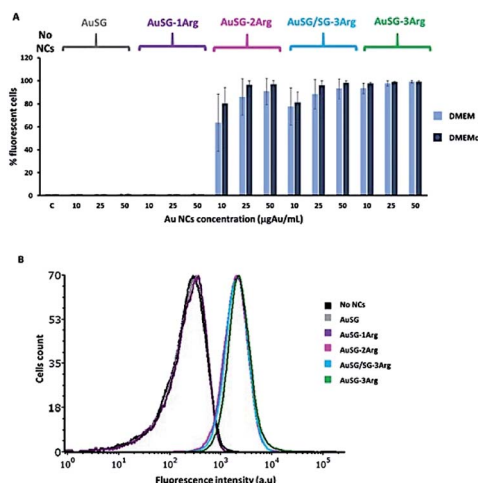 A
No NCs AuSG AuSG-1Arg AuSG-2Arg AuSG/SG-3Arg AuSG-3Arg
% fluorescent cells
120
100
80
60
40
20
0
DMEM
DMEMc
C 10 25 50 10 25 50 10 25 50 10 25 50 10 25 50
Au NCs concentration (µgAu/mL)
B
Cells count
70
53
35
18
0
No NCs
AuSG
AuSG-1Arg
AuSG-2Arg
AuSG/SG-3Arg
AuSG-3Arg
10⁰ 10¹ 10² 10³ 10⁴ 10⁵
Fluorescence intensity (a.u)